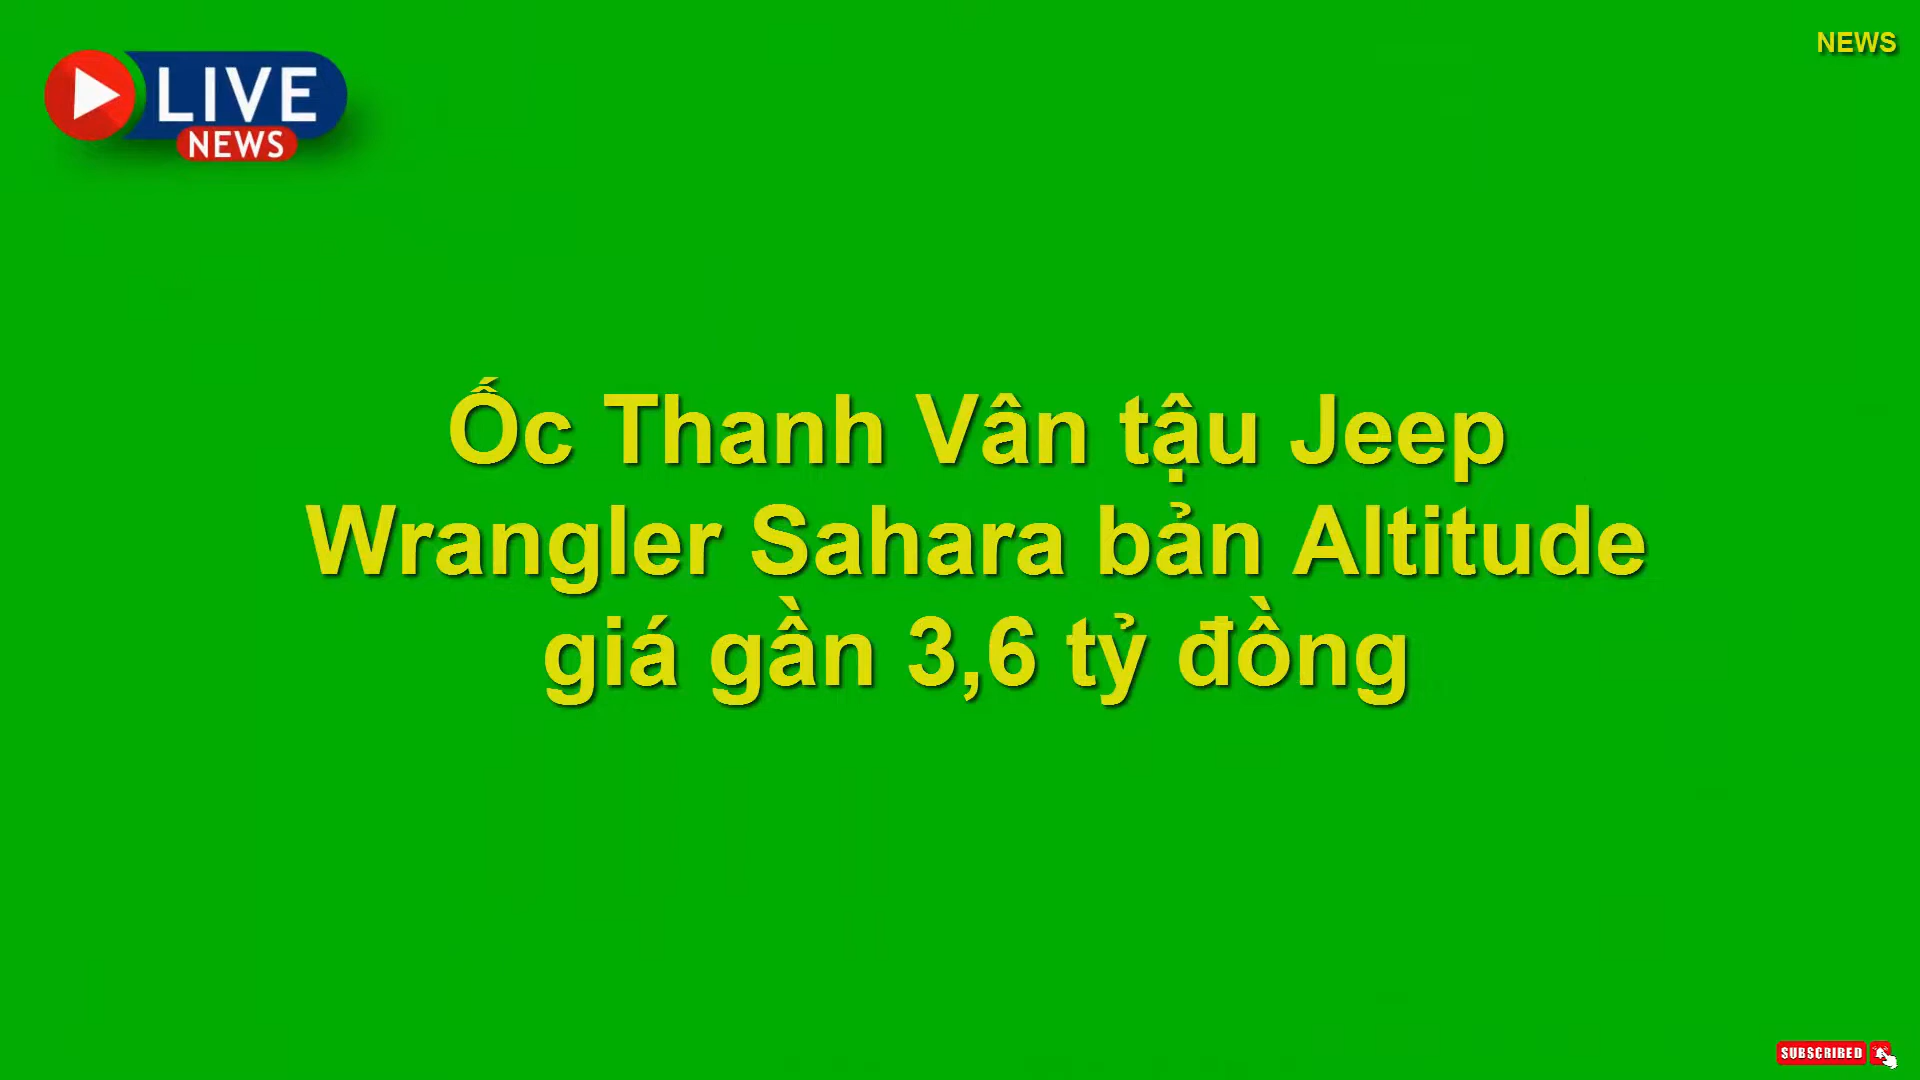 NEWS
LIVE
NEWS
Ốc Thanh Vân tậu Jeep
Wrangler Sahara bản Altitude
giá gần 3,6 tỷ đồng
SUBSCRIBED